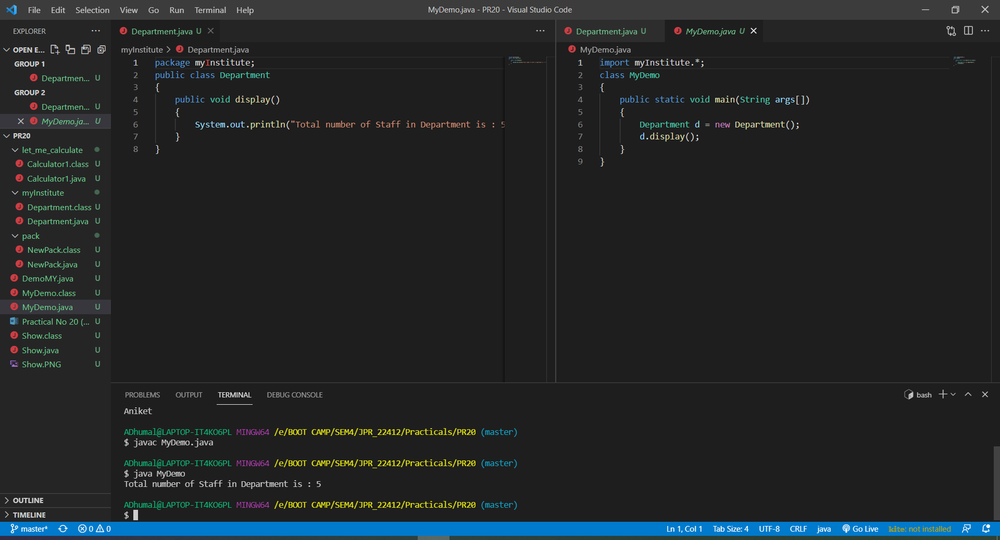 File Edit Selection View Go Run Terminal Help
MyDemo.java - PR20 - Visual Studio Code
EXPLORER
OPEN E...
GROUP 1
Departmen... U
GROUP 2
Departmen... U
MyDemo.ja... U
PR20
let_me_calculate
Calculator1.class U
Calculator1.java U
myInstitute
Department.class U
Department.java U
pack
NewPack.class U
NewPack.java U
DemoMY.java U
MyDemo.class U
MyDemo.java U
Practical No 20 (... U
Show.class U
Show.java U
Show.PNG U
OUTLINE
TIMELINE
Department.java U
myInstitute > Department.java
1 package myInstitute;
2 public class Department
3 {
4 public void display()
5 {
6 System.out.println("Total number of Staff in Department is : 5
7 }
8 }
Department.java U MyDemo.java U
MyDemo.java
1 import myInstitute.*;
2 class MyDemo
3 {
4 public static void main(String args[])
5 {
6 Department d = new Department();
7 d.display();
8 }
9 }
PROBLEMS OUTPUT TERMINAL DEBUG CONSOLE
bash
Aniket
ADhumal@LAPTOP-IT4KO6PL MINGW64 /e/BOOT CAMP/SEM4/JPR_22412/Practicals/PR20 (master)
$ javac MyDemo.java
ADhumal@LAPTOP-IT4KO6PL MINGW64 /e/BOOT CAMP/SEM4/JPR_22412/Practicals/PR20 (master)
$ java MyDemo
Total number of Staff in Department is : 5
ADhumal@LAPTOP-IT4KO6PL MINGW64 /e/BOOT CAMP/SEM4/JPR_22412/Practicals/PR20 (master)
$
master* 0 0
Ln 1, Col 1 Tab Size: 4 UTF-8 CRLF java Go Live kite: not installed